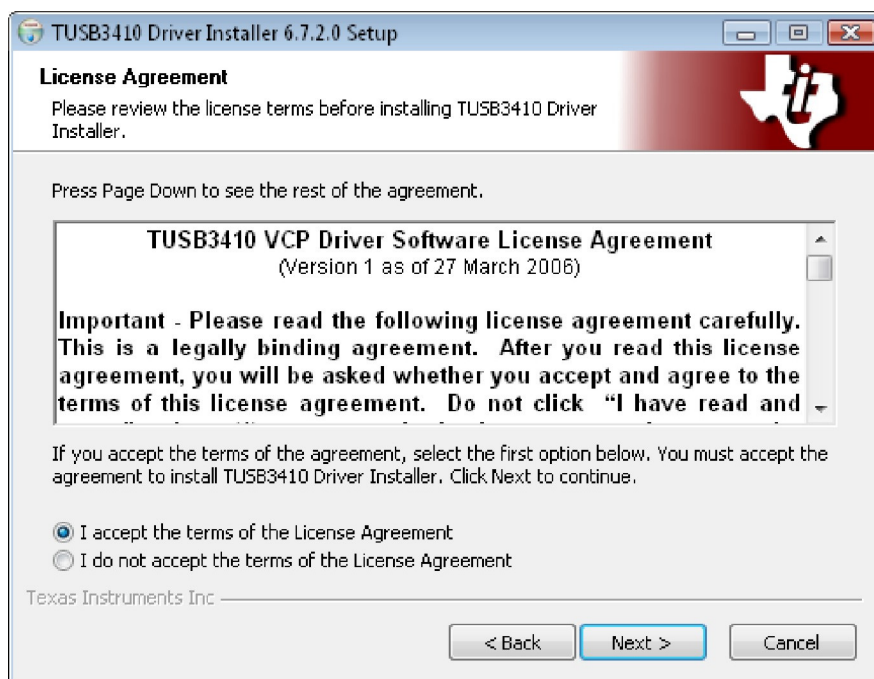 TUSB3410 Driver Installer 6.7.2.0 Setup
License Agreement
Please review the license terms before installing TUSB3410 Driver
Installer.
Press Page Down to see the rest of the agreement.
TUSB3410 VCP Driver Software License Agreement
(Version 1 as of 27 March 2006)
Important - Please read the following license agreement carefully.
This is a legally binding agreement. After you read this license
agreement, you will be asked whether you accept and agree to the
terms of this license agreement. Do not click “I have read and
If you accept the terms of the agreement, select the first option below. You must accept the
agreement to install TUSB3410 Driver Installer. Click Next to continue.
I accept the terms of the License Agreement
I do not accept the terms of the License Agreement
Texas Instruments Inc
< Back
Next >
Cancel